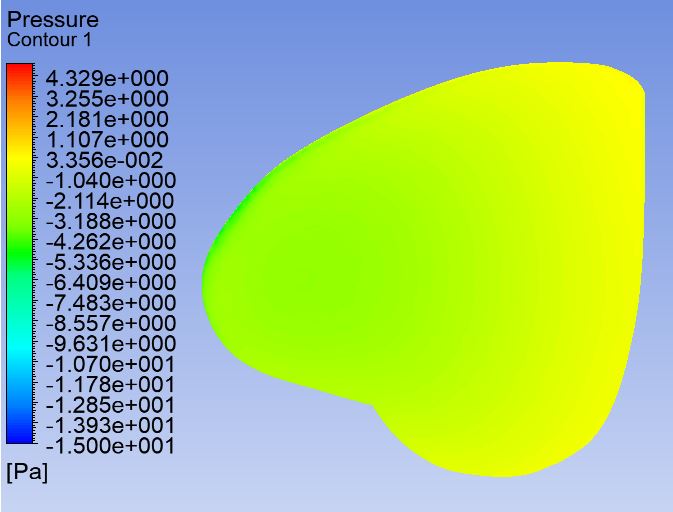 Pressure
Contour 1
4.329e+000
3.255e+000
2.181e+000
1.107e+000
3.356e-002
-1.040e+000
-2.114e+000
-3.188e+000
-4.262e+000
-5.336e+000
-6.409e+000
-7.483e+000
-8.557e+000
-9.631e+000
-1.070e+001
-1.178e+001
-1.285e+001
-1.393e+001
-1.500e+001
[Pa]